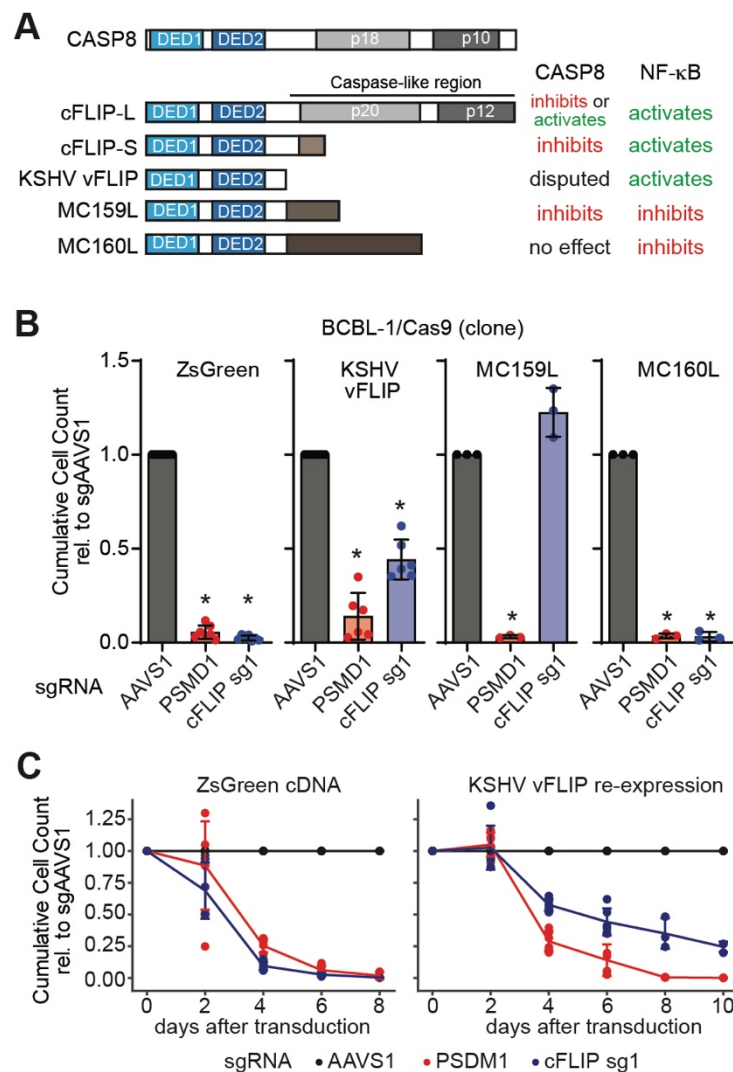 A
CASP8 DED1 DED2 p18 p10
Caspase-like region CASP8 NF-κB
cFLIP-L DED1 DED2 p20 p12 inhibits or activates activates
cFLIP-S DED1 DED2 inhibits activates
KSHV vFLIP DED1 DED2 disputed activates
MC159L DED1 DED2 inhibits inhibits
MC160L DED1 DED2 no effect inhibits
B
BCBL-1/Cas9 (clone)
Cumulative Cell Count
rel. to sgAAVS1
1.5
1.0
0.5
0.0
ZsGreen
* *
KSHV
vFLIP
* *
MC159L
*
MC160L
* *
sgRNA
AAVS1 PSMD1 cFLIP sg1
AAVS1 PSMD1 cFLIP sg1
AAVS1 PSMD1 cFLIP sg1
AAVS1 PSMD1 cFLIP sg1
C
ZsGreen cDNA KSHV vFLIP re-expression
Cumulative Cell Count
rel. to sgAAVS1
1.25
1.00
0.75
0.50
0.25
0.00
0 2 4 6 8
0 2 4 6 8 10
days after transduction days after transduction
sgRNA AAVS1 PSDM1 cFLIP sg1